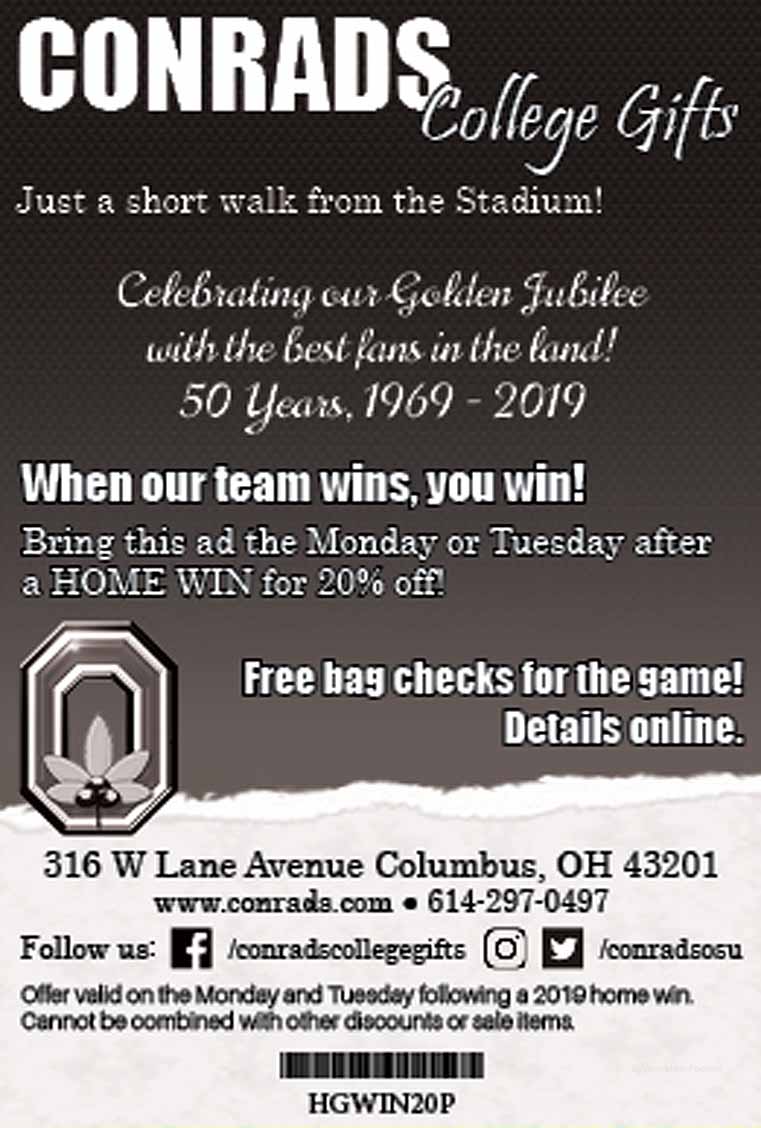 CONRADS
College Gifts
Just a short walk from the Stadium!
Celebrating our Golden Jubilee
with the best fans in the land!
50 Years, 1969 - 2019
When our team wins, you win!
Bring this ad the Monday or Tuesday after
a HOME WIN for 20% off!
Free bag checks for the game!
Details online.
316 W Lane Avenue Columbus, OH 43201
www.conrads.com • 614-297-0497
Follow us: /conradscollegegifts /conradsosu
Offer valid on the Monday and Tuesday following a 2019 home win.
Cannot be combined with other discounts or sale items.
HGWIN20P